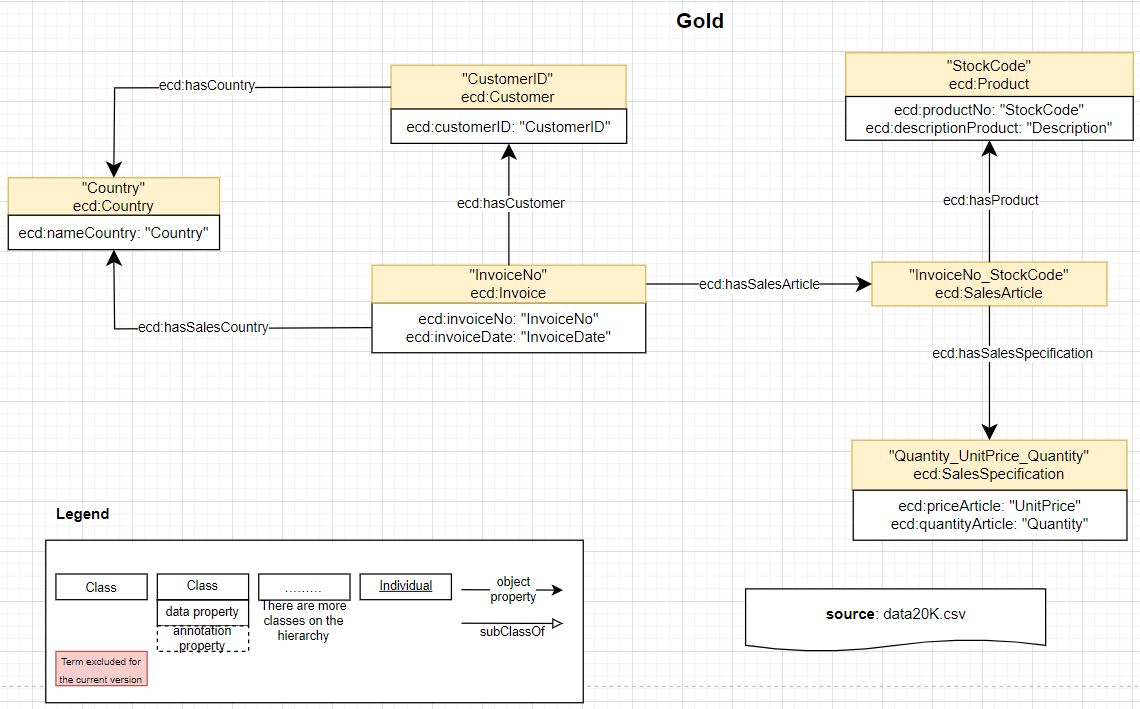 Gold
"CustomerID"
ecd:Customer
ecd:customerID: "CustomerID"
"StockCode"
ecd:Product
ecd:productNo: "StockCode"
ecd:descriptionProduct: "Description"
ecd:hasCountry
"Country"
ecd:Country
ecd:nameCountry: "Country"
ecd:hasCustomer
ecd:hasProduct
"InvoiceNo"
ecd:Invoice
ecd:invoiceNo: "InvoiceNo"
ecd:invoiceDate: "InvoiceDate"
ecd:hasSalesArticle
"InvoiceNo_StockCode"
ecd:SalesArticle
ecd:hasSalesCountry
ecd:hasSalesSpecification
"Quantity_UnitPrice_Quantity"
ecd:SalesSpecification
ecd:priceArticle: "UnitPrice"
ecd:quantityArticle: "Quantity"
Legend
Class
Class
data property
annotation
property
.........
There are more
classes on the
hierarchy
Individual
object
property
subClassOf
Term excluded for
the current version
source: data20K.csv